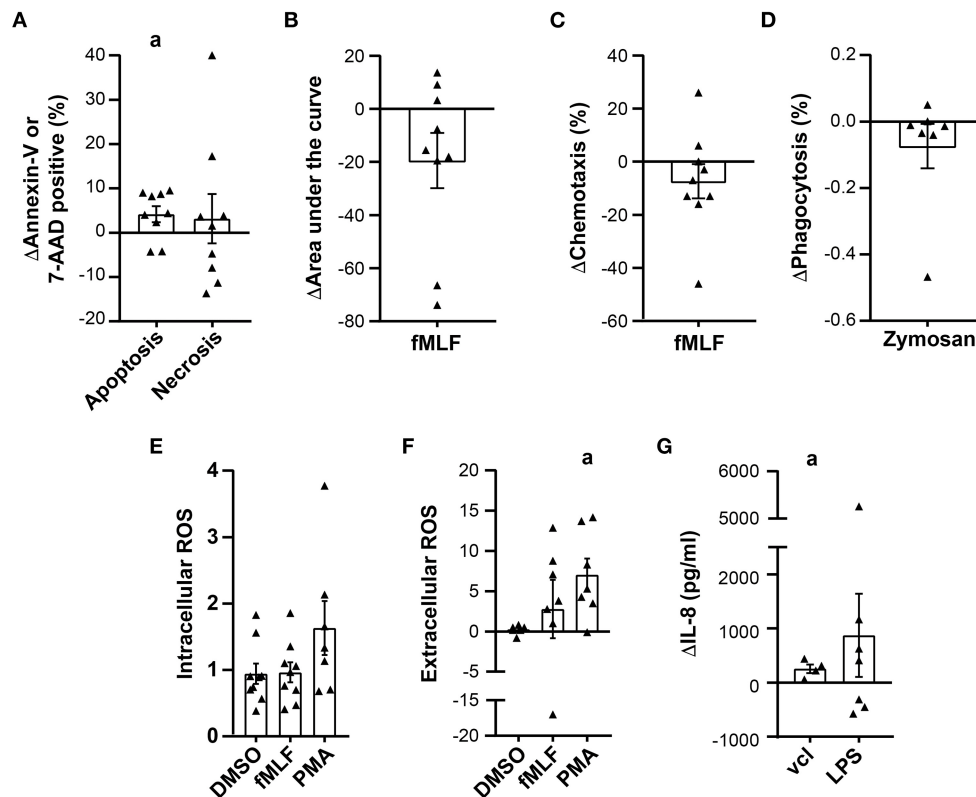 A
a
ΔAnnexin-V or
7-AAD positive (%)
40
30
20
10
0
-10
-20
Apoptosis
Necrosis
B
ΔArea under the curve
20
0
-20
-40
-60
-80
fMLF
C
ΔChemotaxis (%)
40
20
0
-20
-40
-60
fMLF
D
ΔPhagocytosis (%)
0.2
0.0
-0.2
-0.4
-0.6
Zymosan
E
Intracellular ROS
4
3
2
1
0
DMSO
fMLF
PMA
F
a
Extracellular ROS
20
15
10
5
0
-5
-15
-20
DMSO
fMLF
PMA
G
a
ΔIL-8 (pg/ml)
6000
5000
2000
1000
0
-1000
vcl
LPS